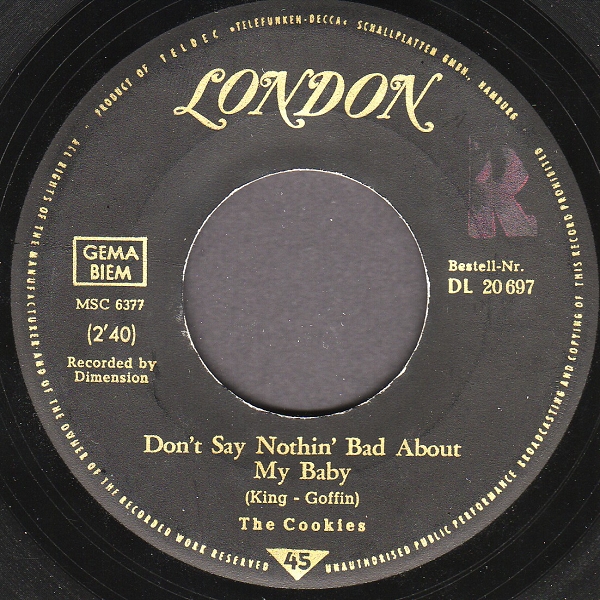 PRODUCT OF TELDEC »TELEFUNKEN-DECCA« SCHALLPLATTEN GMBH., HAMBURG
LONDON
R
GEMA
BIEM
MSC 6377
(2'40)
Recorded by
Dimension
Bestell-Nr.
DL 20697
Don't Say Nothin' Bad About
My Baby
(King - Goffin)
The Cookies
45
ALL RIGHTS OF THE MANUFACTURER AND OF THE OWNER OF THE RECORDED WORK RESERVED
UNAUTHORISED PUBLIC PERFORMANCE BROADCASTING AND COPYING OF THIS RECORD PROHIBITED